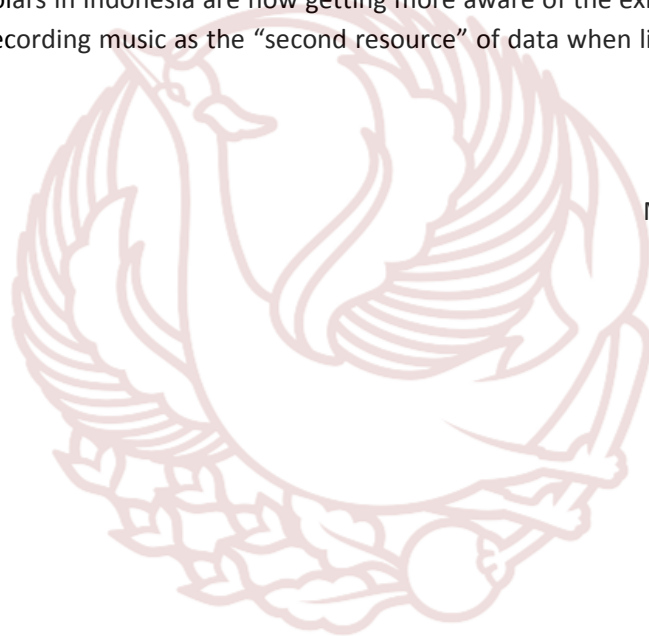 olars in Indonesia are now getting more aware of the exi
ecording music as the “second resource” of data when li